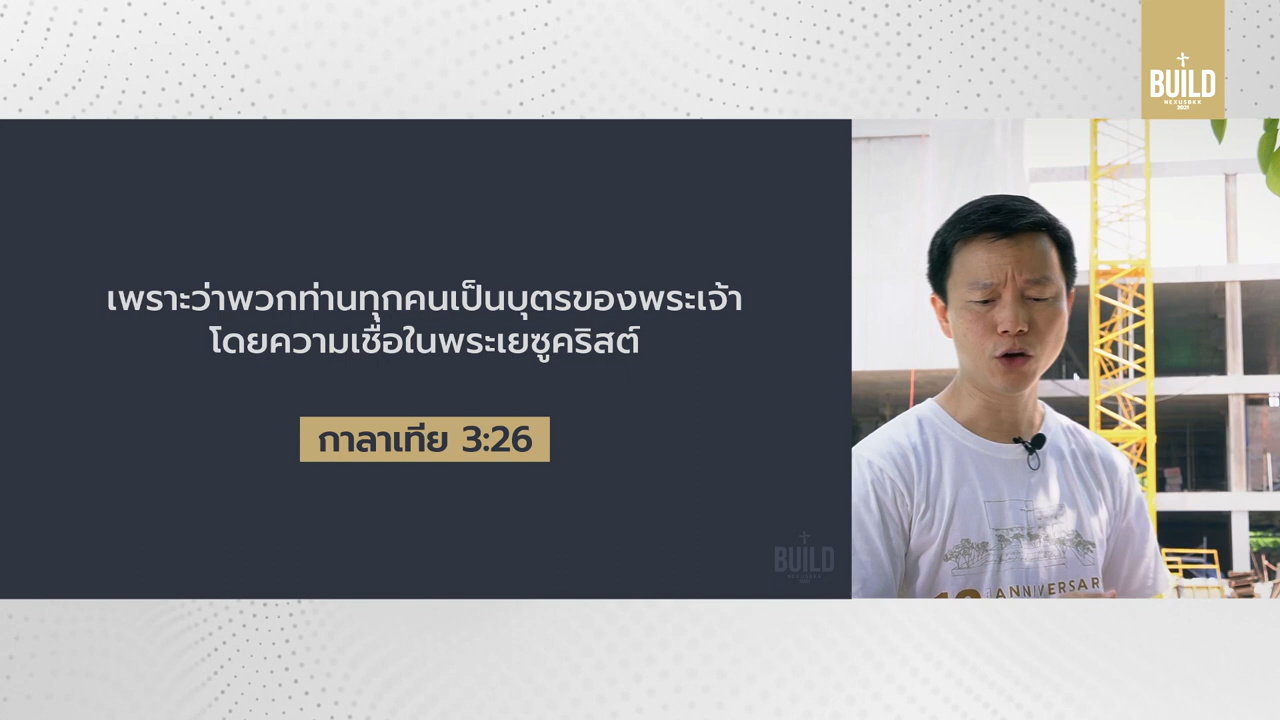 BUILD
NEXUSBKK
2021
เพราะว่าพวกท่านทุกคนเป็นบุตรของพระเจ้า
โดยความเชื่อในพระเยซูคริสต์
กาลาเทีย 3:26
BUILD
NEXUSBKK
2021
ANNIVERSAR